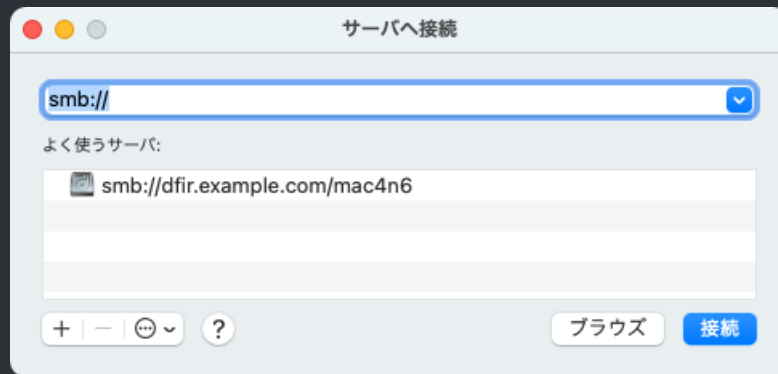 サーバへ接続
smb://
よく使うサーバ:
smb://dfir.example.com/mac4n6
?
ブラウズ
接続